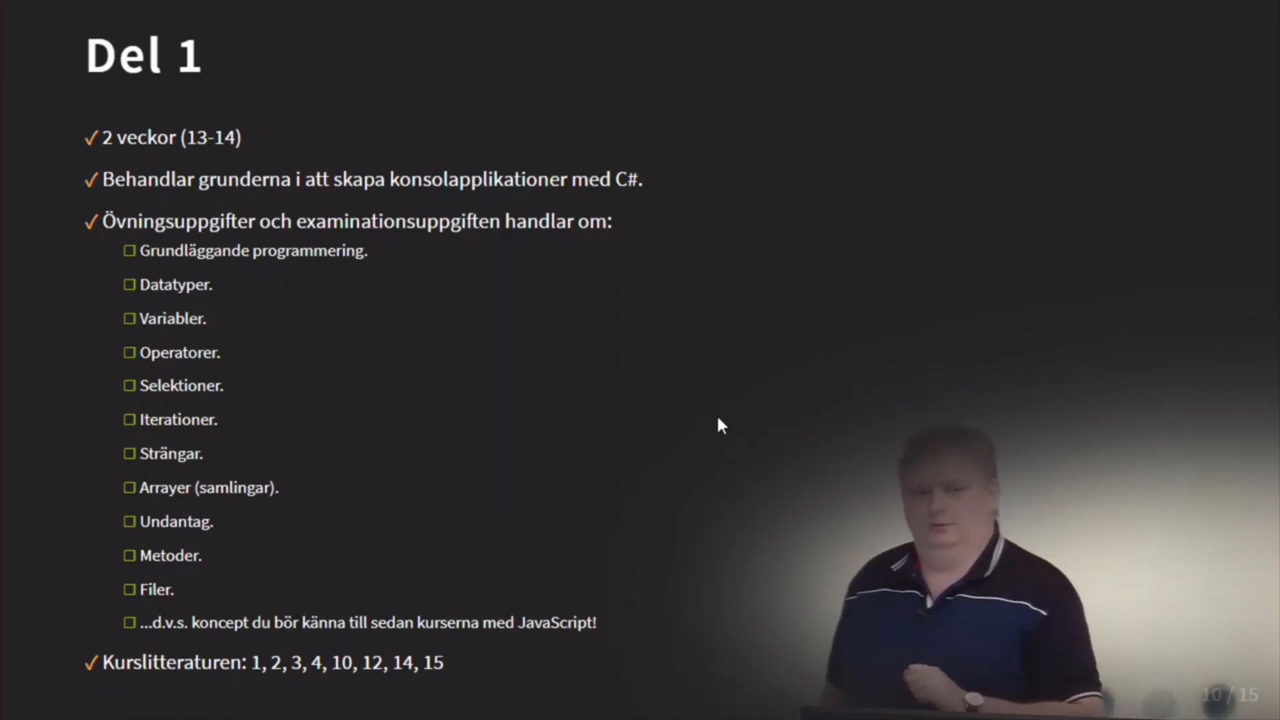 Del 1
✓ 2 veckor (13-14)
✓ Behandlar grunderna i att skapa konsolapplikationer med C#.
✓ Övningsuppgifter och examinationsuppgiften handlar om:
☐ Grundläggande programmering.
☐ Datatyper.
☐ Variabler.
☐ Operatorer.
☐ Selektioner.
☐ Iterationer.
☐ Strängar.
☐ Arrayer (samlingar).
☐ Undantag.
☐ Metoder.
☐ Filer.
☐ ...d.v.s. koncept du bör känna till sedan kurserna med JavaScript!
✓ Kurslitteraturen: 1, 2, 3, 4, 10, 12, 14, 15
10 / 15